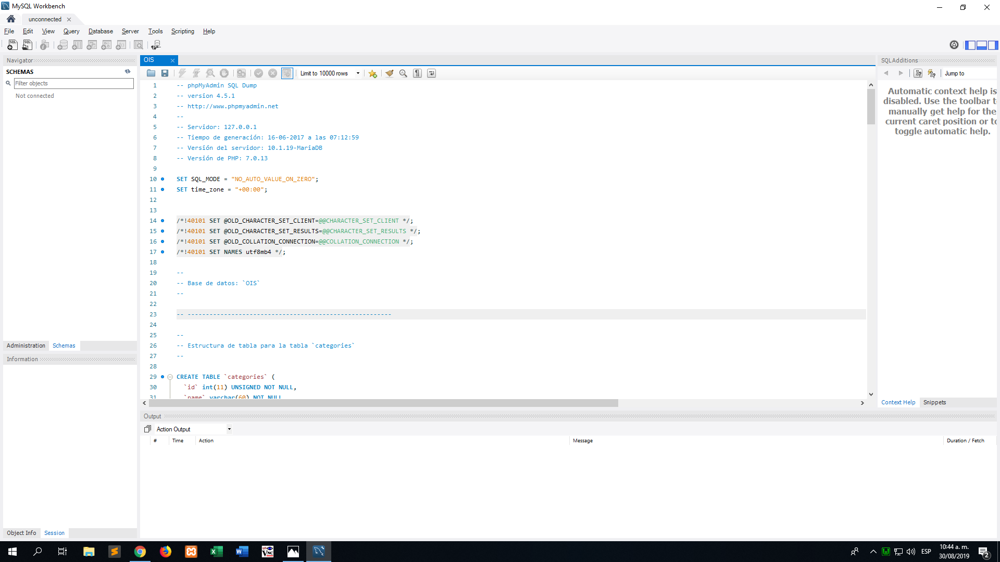 MySQL Workbench
unconnected
File Edit View Query Database Server Tools Scripting Help
Navigator
SCHEMAS
Filter objects
Not connected
Administration Schemas
Information
Object Info Session
OIS
Limit to 10000 rows
1 -- phpMyAdmin SQL Dump
2 -- version 4.5.1
3 -- http://www.phpmyadmin.net
4 --
5 -- Servidor: 127.0.0.1
6 -- Tiempo de generación: 16-06-2017 a las 07:12:59
7 -- Versión del servidor: 10.1.19-MariaDB
8 -- Versión de PHP: 7.0.13
9
10 SET SQL_MODE = "NO_AUTO_VALUE_ON_ZERO";
11 SET time_zone = "+00:00";
12
13
14 /*!40101 SET @OLD_CHARACTER_SET_CLIENT=@@CHARACTER_SET_CLIENT */;
15 /*!40101 SET @OLD_CHARACTER_SET_RESULTS=@@CHARACTER_SET_RESULTS */;
16 /*!40101 SET @OLD_COLLATION_CONNECTION=@@COLLATION_CONNECTION */;
17 /*!40101 SET NAMES utf8mb4 */;
18
19 --
20 -- Base de datos: `OIS`
21 --
22
23 -- --------------------------------------------------------
24
25 --
26 -- Estructura de tabla para la tabla `categories`
27 --
28
29 CREATE TABLE `categories` (
30 `id` int(11) UNSIGNED NOT NULL,
31 `name` varchar(60) NOT NULL
SQLAdditions
Jump to
Automatic context help is
disabled. Use the toolbar t
manually get help for the
current caret position or to
toggle automatic help.
Context Help Snippets
Output
Action Output
# Time Action Message Duration / Fetch
VNC
ESP
10:44 a. m.
30/08/2019
2